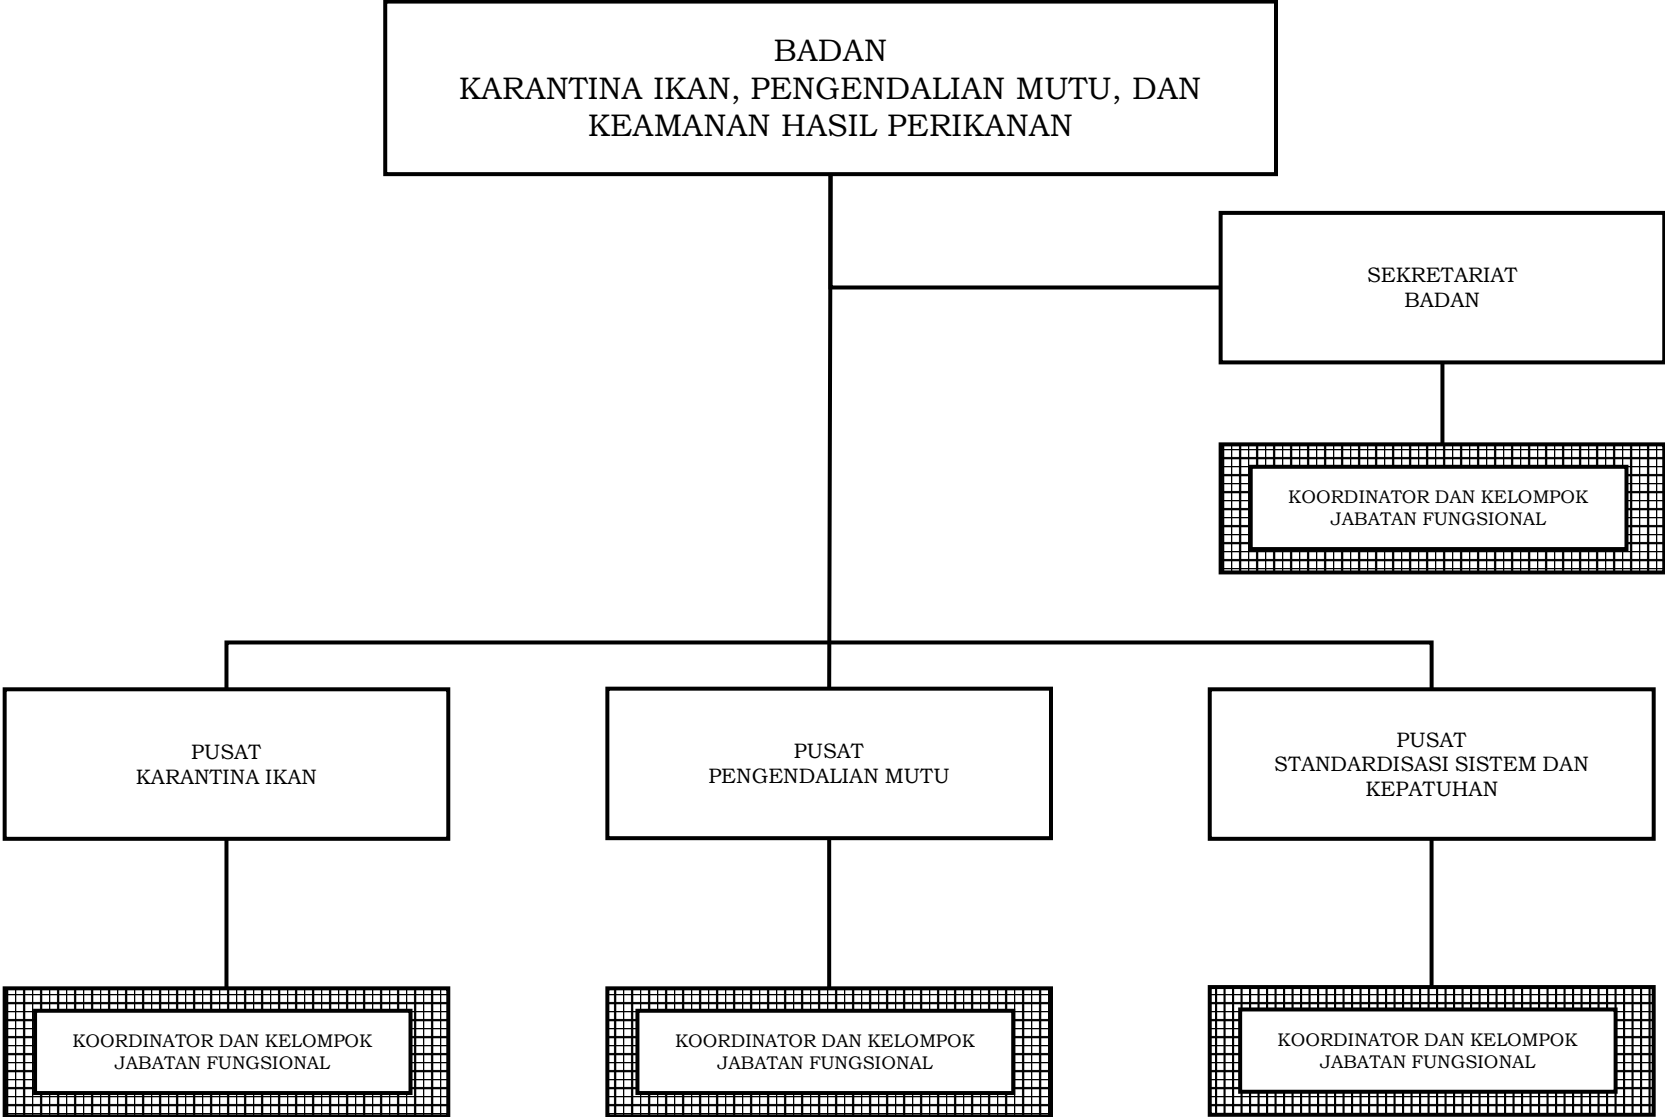 BADAN
KARANTINA IKAN, PENGENDALIAN MUTU, DAN
KEAMANAN HASIL PERIKANAN
SEKRETARIAT
BADAN
KOORDINATOR DAN KELOMPOK
JABATAN FUNGSIONAL
PUSAT
KARANTINA IKAN
PUSAT
PENGENDALIAN MUTU
PUSAT
STANDARDISASI SISTEM DAN
KEPATUHAN
KOORDINATOR DAN KELOMPOK
JABATAN FUNGSIONAL
KOORDINATOR DAN KELOMPOK
JABATAN FUNGSIONAL
KOORDINATOR DAN KELOMPOK
JABATAN FUNGSIONAL